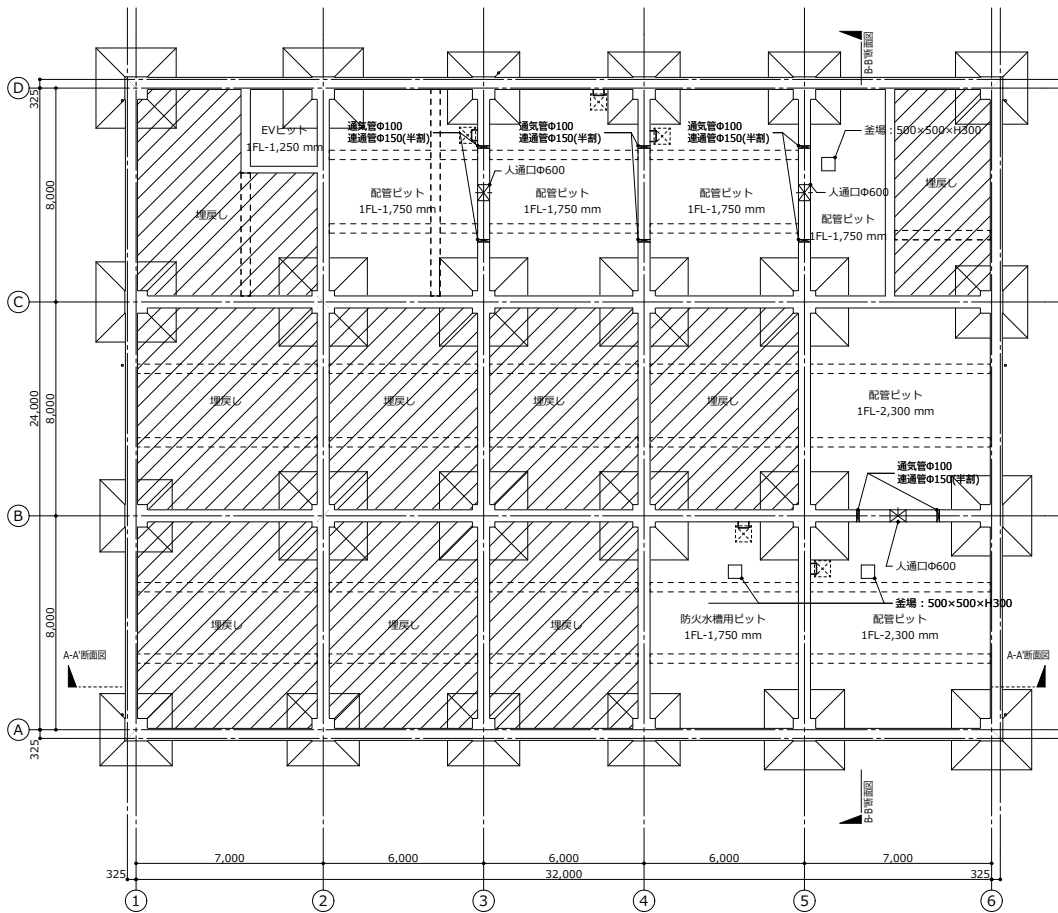 B-B'断面図
D
325
EVピット
1FL-1,250 mm
通気管Φ100
連通管Φ150(半割)
通気管Φ100
連通管Φ150(半割)
通気管Φ100
連通管Φ150(半割)
釜場：500×500×H300
人通口Φ600
人通口Φ600
埋戻し
配管ピット
1FL-1,750 mm
配管ピット
1FL-1,750 mm
配管ピット
1FL-1,750 mm
配管ピット
1FL-1,750 mm
埋戻し
8,000
C
埋戻し
埋戻し
埋戻し
埋戻し
配管ピット
1FL-2,300 mm
24,000
8,000
通気管Φ100
連通管Φ150(半割)
B
人通口Φ600
釜場：500×500×H300
埋戻し
埋戻し
埋戻し
防火水槽用ピット
1FL-1,750 mm
配管ピット
1FL-2,300 mm
8,000
A-A'断面図
A-A'断面図
A
325
B-B'断面図
7,000
6,000
6,000
6,000
7,000
325
32,000
325
1
2
3
4
5
6